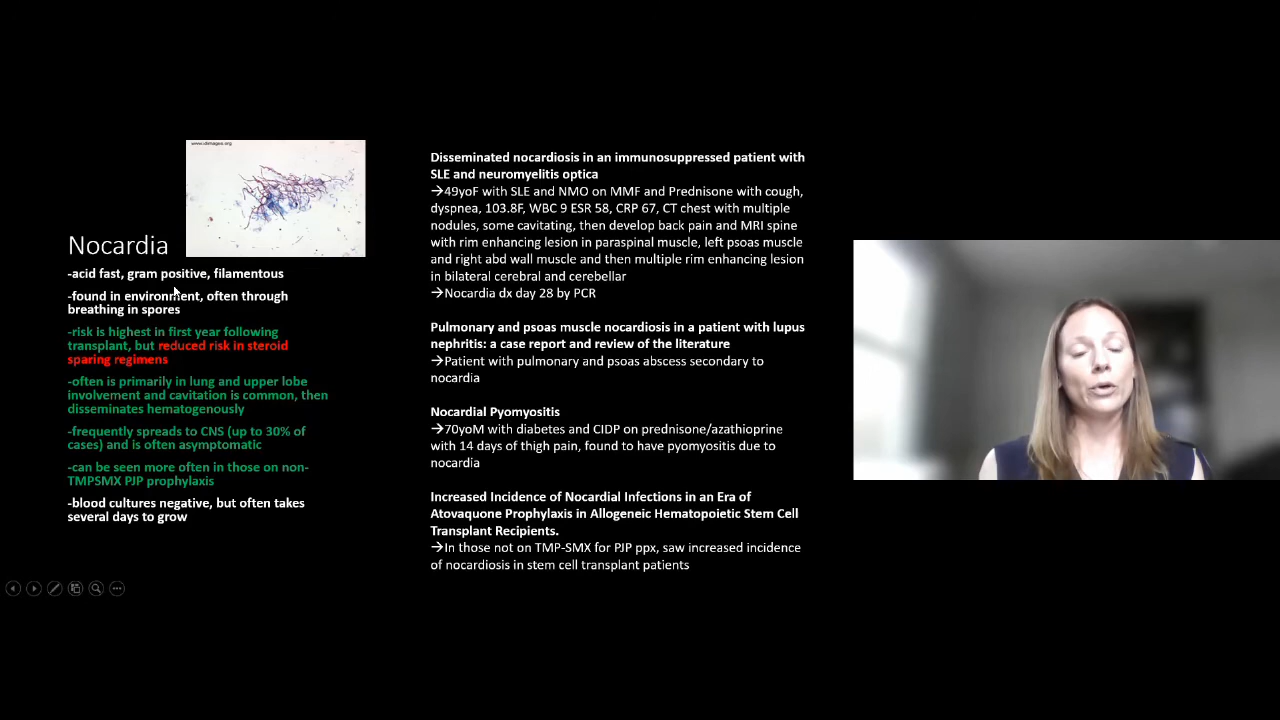 www.dshages.org
Nocardia
-acid fast, gram positive, filamentous
-found in environment, often through
breathing in spores
-risk is highest in first year following
transplant, but reduced risk in steroid
sparing regimens
-often is primarily in lung and upper lobe
involvement and cavitation is common, then
disseminates hematogenously
-frequently spreads to CNS (up to 30% of
cases) and is often asymptomatic
-can be seen more often in those on non-
TMPSMX PJP prophylaxis
-blood cultures negative, but often takes
several days to grow
Disseminated nocardiosis in an immunosuppressed patient with
SLE and neuromyelitis optica
→49yoF with SLE and NMO on MMF and Prednisone with cough,
dyspnea, 103.8F, WBC 9 ESR 58, CRP 67, CT chest with multiple
nodules, some cavitating, then develop back pain and MRI spine
with rim enhancing lesion in paraspinal muscle, left psoas muscle
and right abd wall muscle and then multiple rim enhancing lesion
in bilateral cerebral and cerebellar
→Nocardia dx day 28 by PCR
Pulmonary and psoas muscle nocardiosis in a patient with lupus
nephritis: a case report and review of the literature
→Patient with pulmonary and psoas abscess secondary to
nocardia
Nocardial Pyomyositis
→70yoM with diabetes and CIDP on prednisone/azathioprine
with 14 days of thigh pain, found to have pyomyositis due to
nocardia
Increased Incidence of Nocardial Infections in an Era of
Atovaquone Prophylaxis in Allogeneic Hematopoietic Stem Cell
Transplant Recipients.
→In those not on TMP-SMX for PJP ppx, saw increased incidence
of nocardiosis in stem cell transplant patients